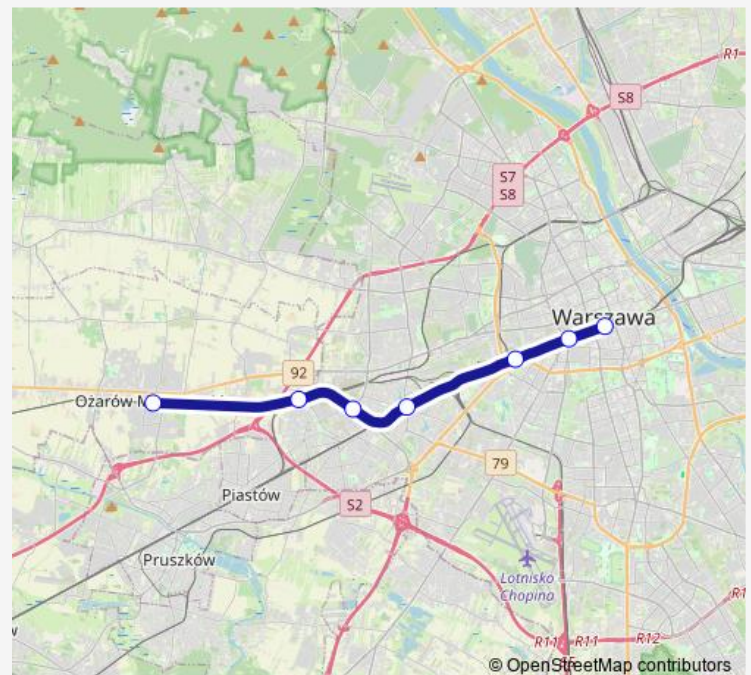 R1
S8
S7
S8
Warszawa
92
Ożarów M
79
Piastów
S2
Pruszków
Lotnisko
Chopina
R1
R11
R11
R12
© OpenStreetMap contributors